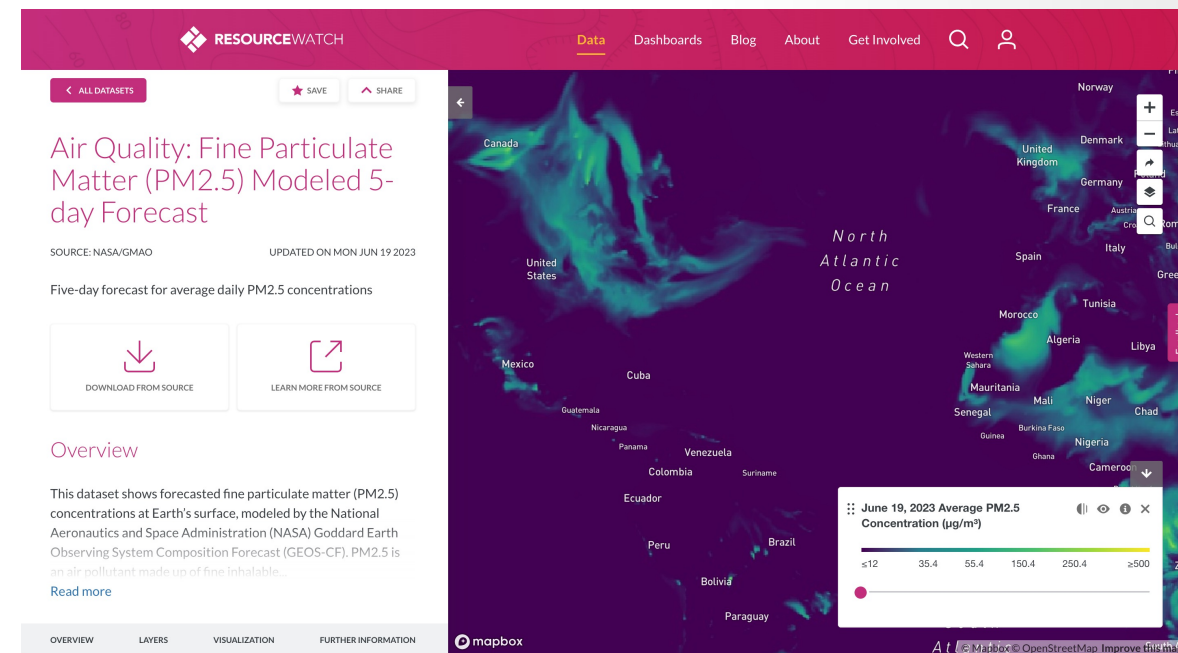 RESOURCEWATCH
Data
Dashboards
Blog
About
Get Involved
ALL DATASETS
SAVE
SHARE
Air Quality: Fine Particulate
Matter (PM2.5) Modeled 5-
day Forecast
SOURCE: NASA/GMAO
UPDATED ON MON JUN 19 2023
Five-day forecast for average daily PM2.5 concentrations
DOWNLOAD FROM SOURCE
LEARN MORE FROM SOURCE
Overview
This dataset shows forecasted fine particulate matter (PM2.5)
concentrations at Earth's surface, modeled by the National
Aeronautics and Space Administration (NASA) Goddard Earth
Observing System Composition Forecast (GEOS-CF). PM2.5 is
an air pollutant made up of fine inhalable...
Read more
OVERVIEW
LAYERS
VISUALIZATION
FURTHER INFORMATION
Norway
Canada
Denmark
United
Kingdom
Germany
France
North
Atlantic
Ocean
Italy
Spain
United
States
Tunisia
Morocco
Algeria
Libya
Western
Sahara
Mexico
Cuba
Mauritania
Mali
Niger
Chad
Senegal
Guatemala
Nicaragua
Burkina Faso
Guinea
Nigeria
Panama
Venezuela
Ghana
Cameroon
Colombia
Suriname
Ecuador
Peru
Brazil
Bolivia
Paraguay
June 19, 2023 Average PM2.5
Concentration (µg/m³)
≤12
35.4
55.4
150.4
250.4
≥500
mapbox
© Mapbox © OpenStreetMap Improve this ma